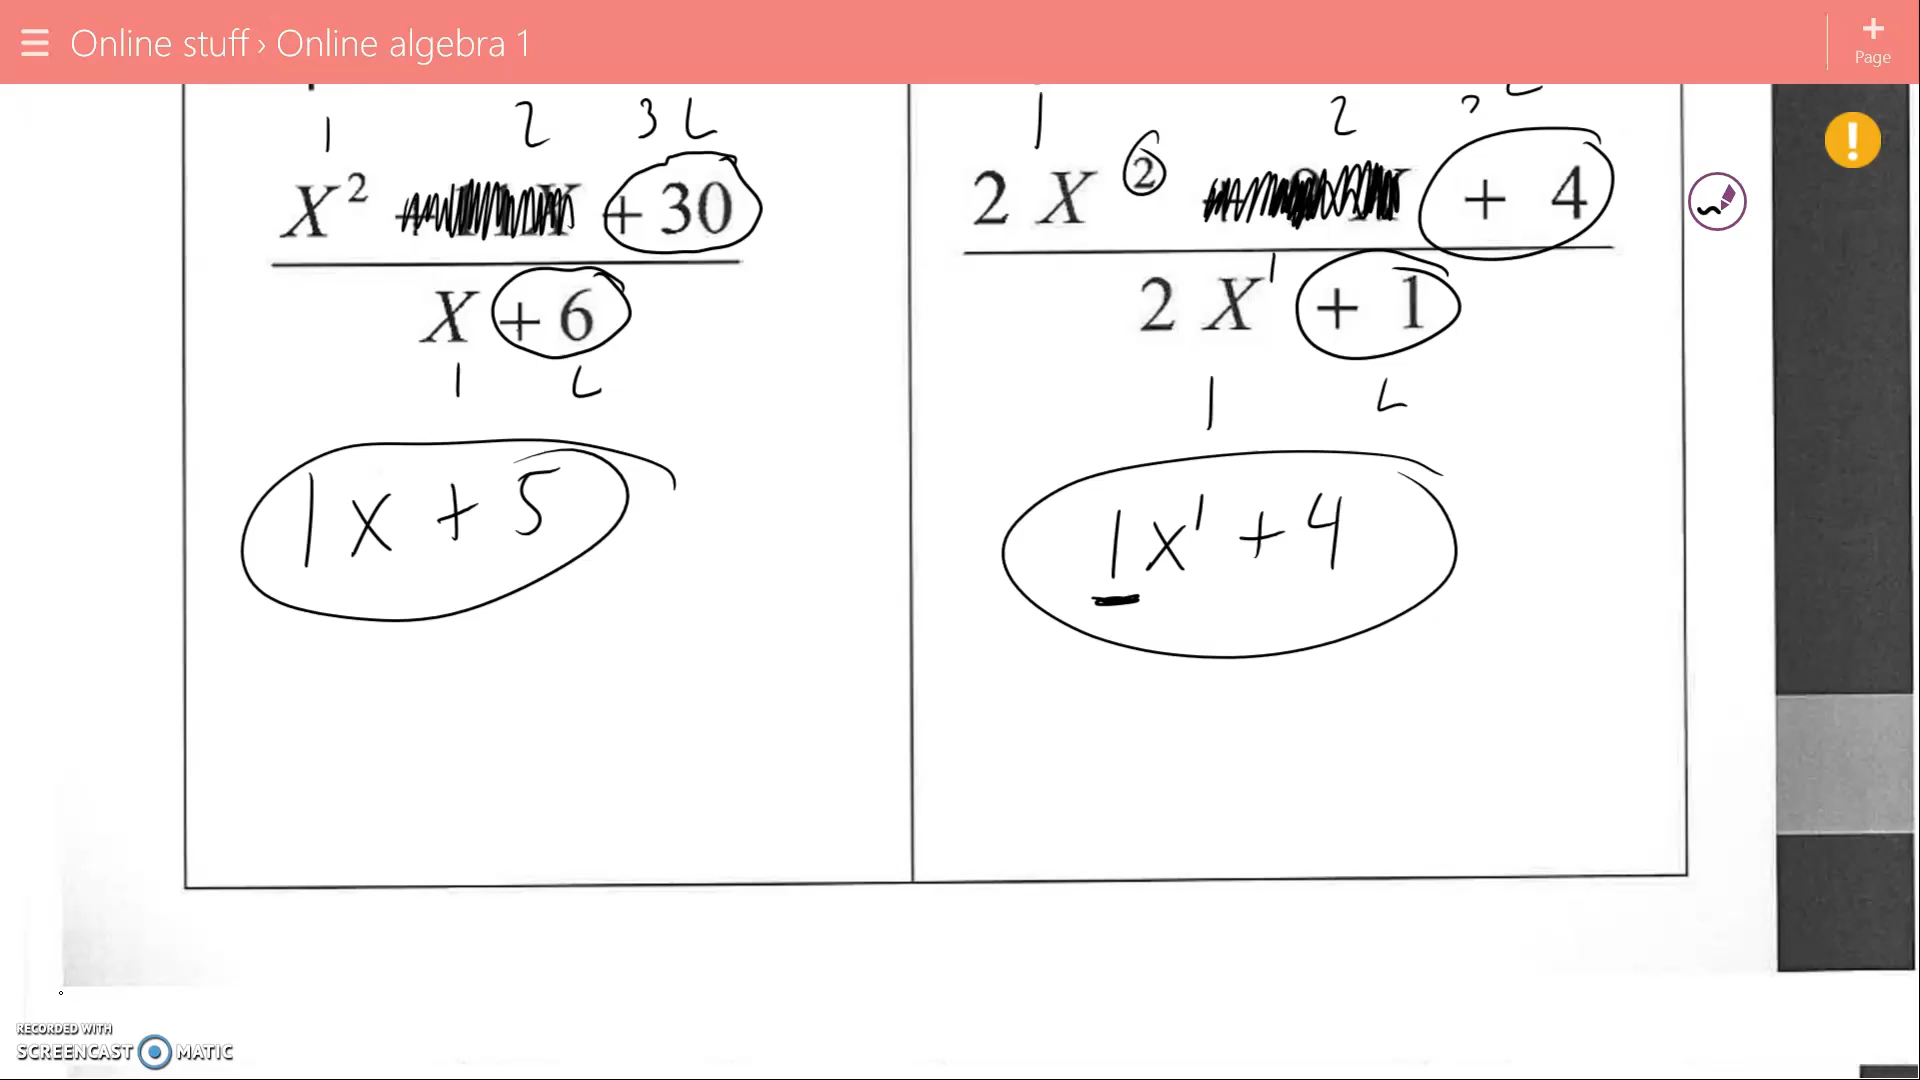 Online stuff › Online algebra 1
+
Page
1 2 3 L
X² + 30
X + 6
1 L
1x + 5
1 2
2 X ② + 4
2 X¹ + 1
1 L
1x¹ + 4
RECORDED WITH
SCREENCAST MATIC